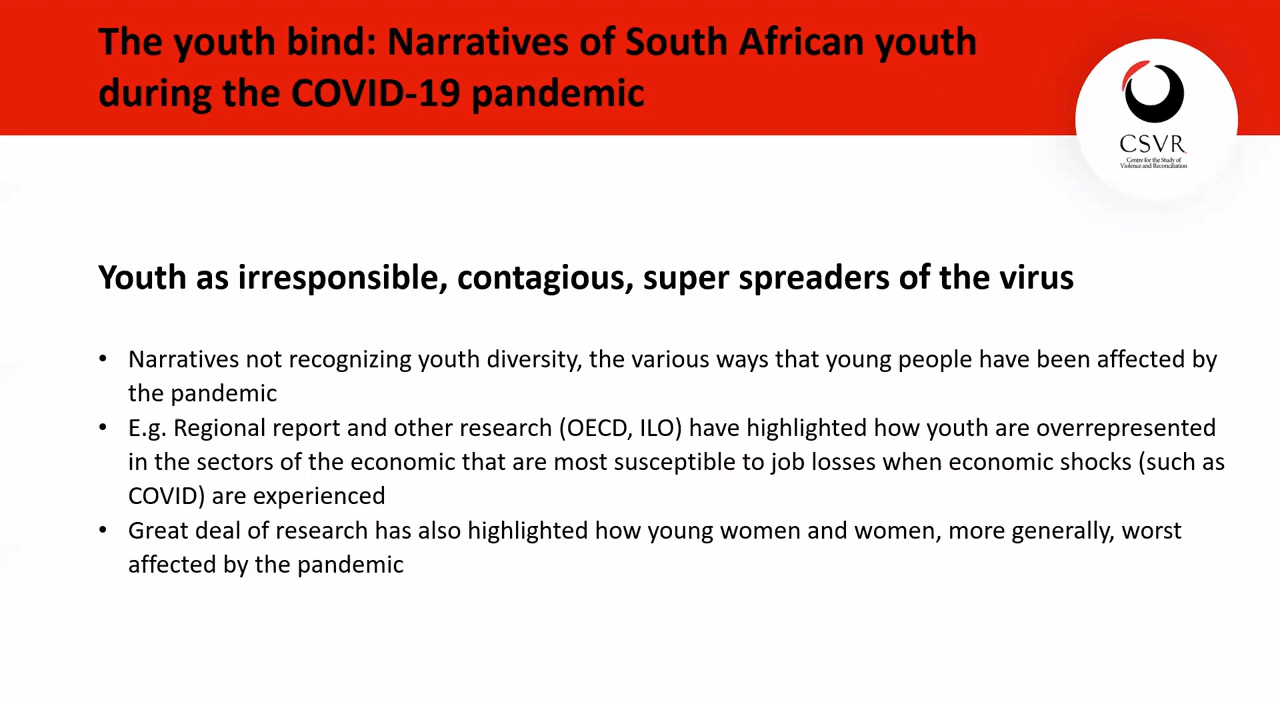 The youth bind: Narratives of South African youth
during the COVID-19 pandemic
CSVR
Centre for the Study of
Violence and Reconciliation
Youth as irresponsible, contagious, super spreaders of the virus
• Narratives not recognizing youth diversity, the various ways that young people have been affected by
the pandemic
• E.g. Regional report and other research (OECD, ILO) have highlighted how youth are overrepresented
in the sectors of the economic that are most susceptible to job losses when economic shocks (such as
COVID) are experienced
• Great deal of research has also highlighted how young women and women, more generally, worst
affected by the pandemic